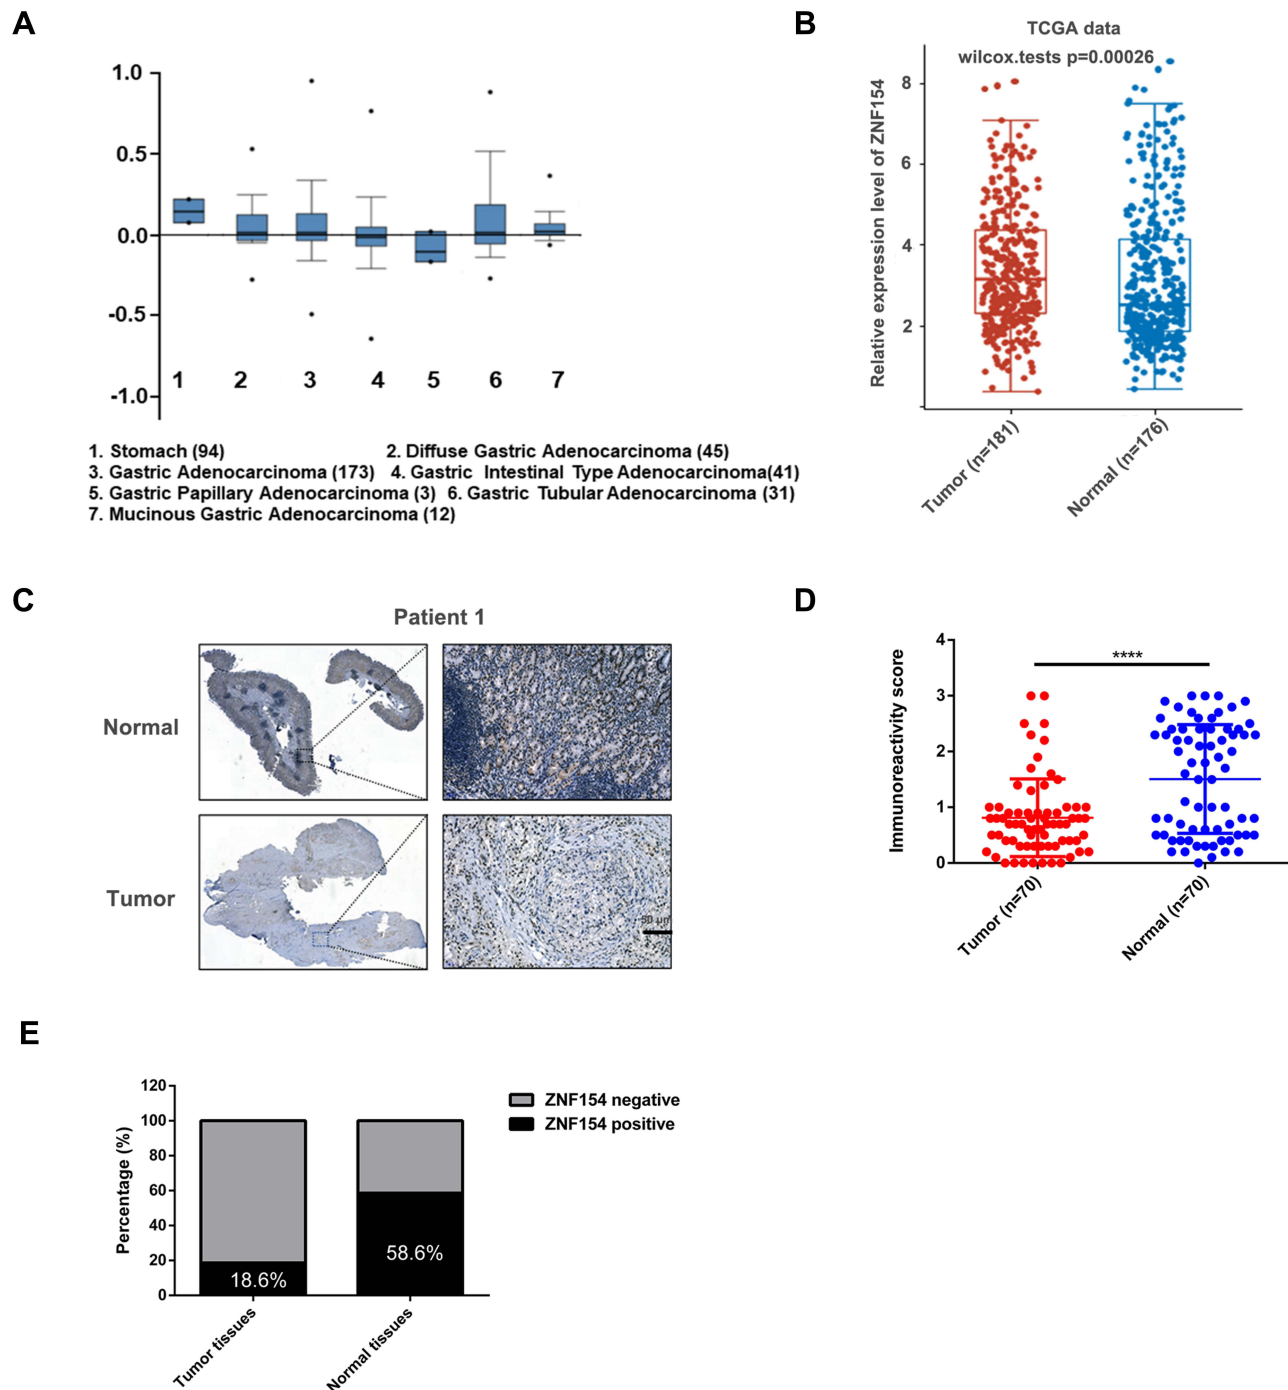 A
1.0
0.5
0.0
-0.5
-1.0
1 2 3 4 5 6 7
1. Stomach (94) 2. Diffuse Gastric Adenocarcinoma (45)
3. Gastric Adenocarcinoma (173) 4. Gastric Intestinal Type Adenocarcinoma(41)
5. Gastric Papillary Adenocarcinoma (3) 6. Gastric Tubular Adenocarcinoma (31)
7. Mucinous Gastric Adenocarcinoma (12)
B
TCGA data
wilcox.tests p=0.00026
Relative expression level of ZNF154
8
6
4
2
Tumor (n=181)
Normal (n=176)
C
Patient 1
Normal
Tumor
50 um
D
Immunoreactivity score
4
3
2
1
0
****
Tumor (n=70)
Normal (n=70)
E
Percentage (%)
120
100
80
60
40
20
0
18.6%
58.6%
Tumor tissues
Normal tissues
ZNF154 negative
ZNF154 positive